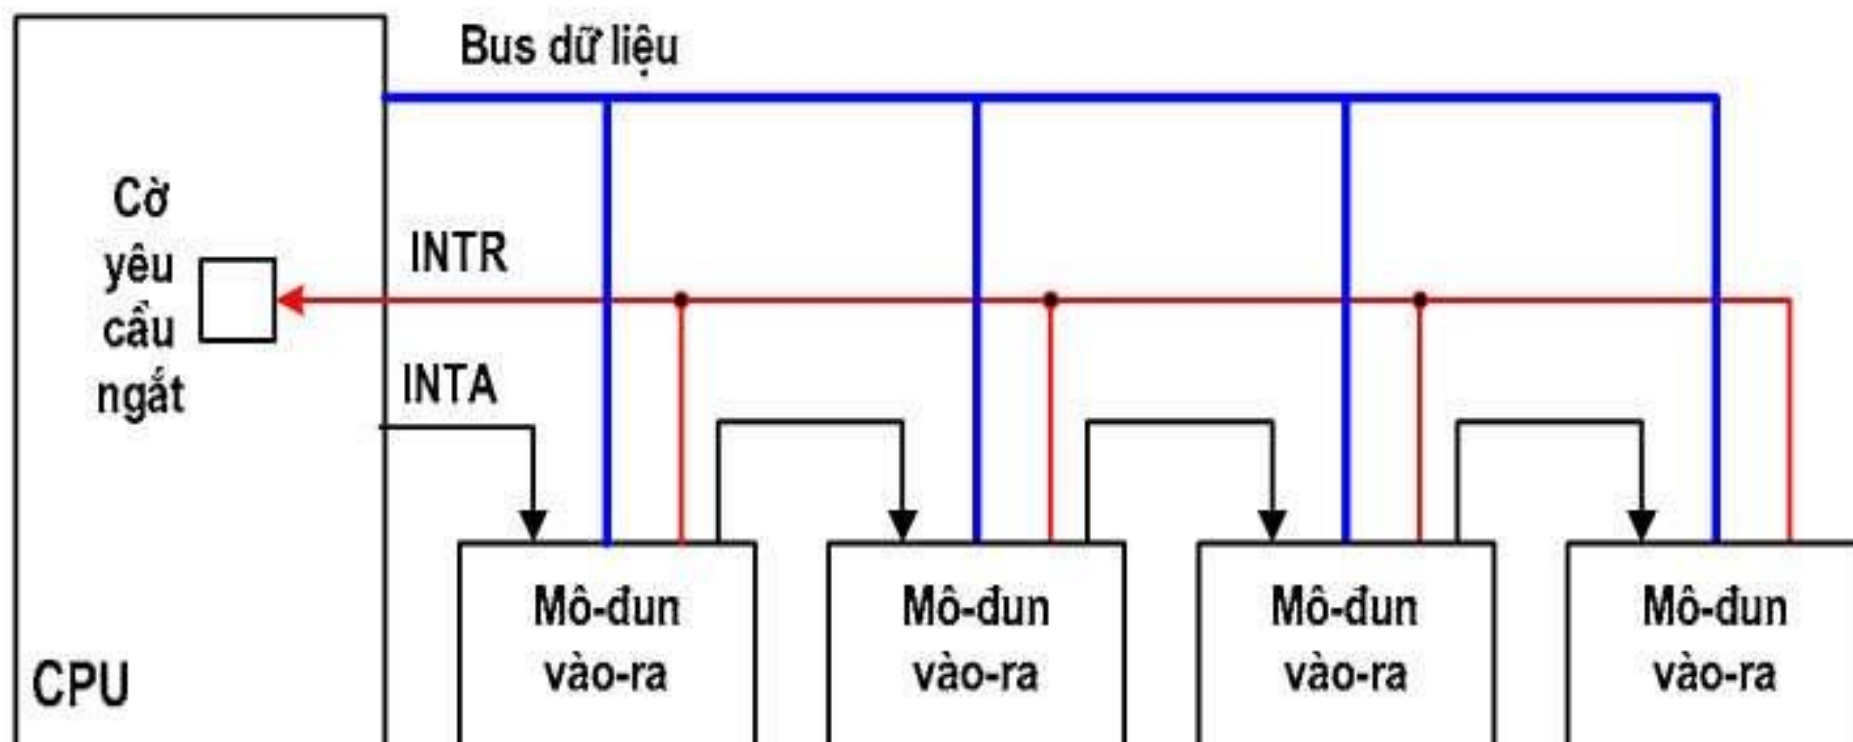 Bus dữ liệu
Cờ
yêu
cầu
ngắt
INTR
INTA
CPU
Mô-đun
vào-ra
Mô-đun
vào-ra
Mô-đun
vào-ra
Mô-đun
vào-ra